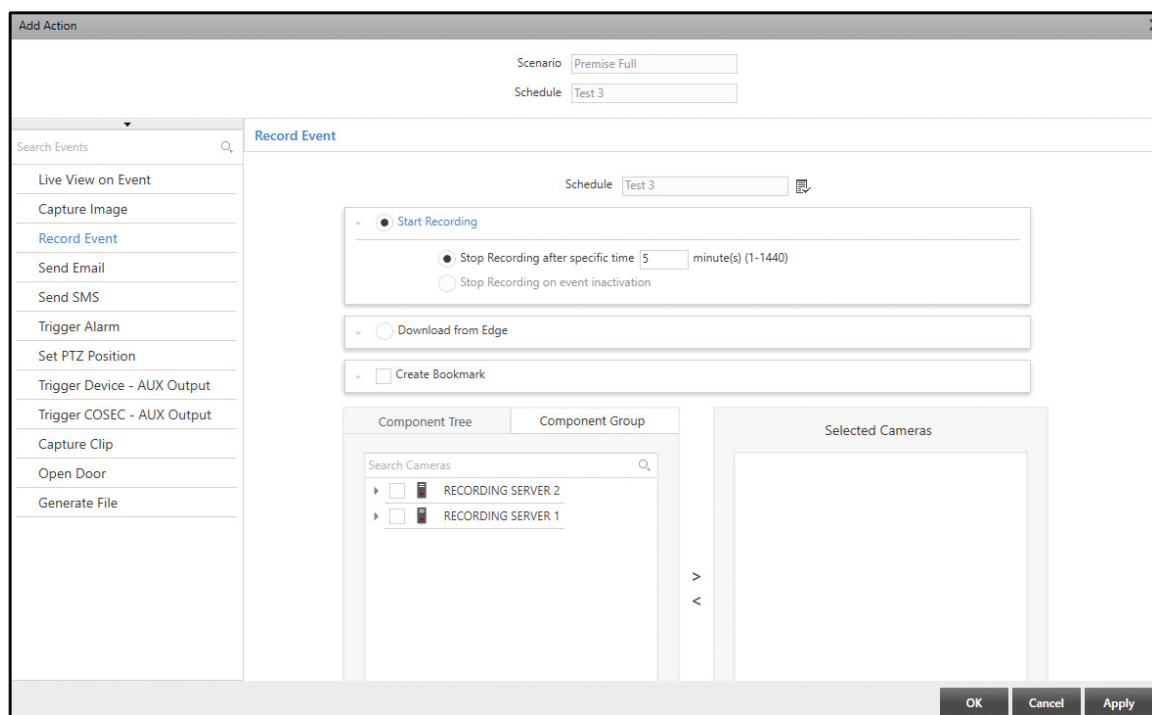 Add Action
Scenario Premise Full
Schedule Test 3
Search Events
Live View on Event
Capture Image
Record Event
Send Email
Send SMS
Trigger Alarm
Set PTZ Position
Trigger Device - AUX Output
Trigger COSEC - AUX Output
Capture Clip
Open Door
Generate File
Record Event
Schedule Test 3
Start Recording
Stop Recording after specific time 5 minute(s) (1-1440)
Stop Recording on event inactivation
Download from Edge
Create Bookmark
Component Tree Component Group
Search Cameras
RECORDING SERVER 2
RECORDING SERVER 1
>
<
Selected Cameras
OK Cancel Apply